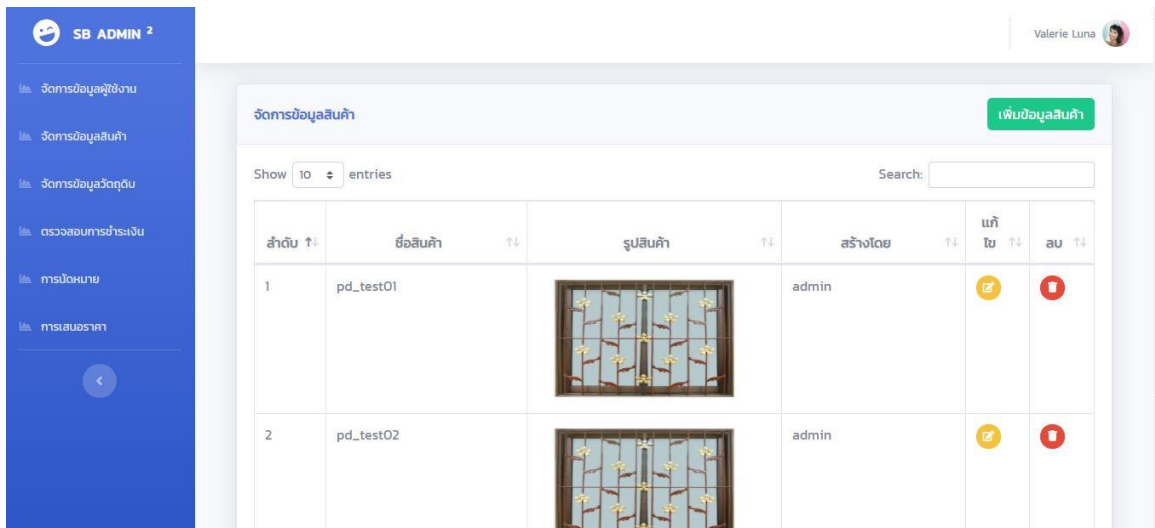 SB ADMIN 2
Valerie Luna
จัดการข้อมูลผู้ใช้งาน
จัดการข้อมูลสินค้า
จัดการข้อมูลวัตถุดิบ
ตรวจสอบการชำระเงิน
การนัดหมาย
การเสนอราคา
จัดการข้อมูลสินค้า
เพิ่มข้อมูลสินค้า
Show 10 entries
Search:
ลำดับ ชื่อสินค้า รูปสินค้า สร้างโดย แก้ไข ลบ
1 pd_test01 admin
2 pd_test02 admin